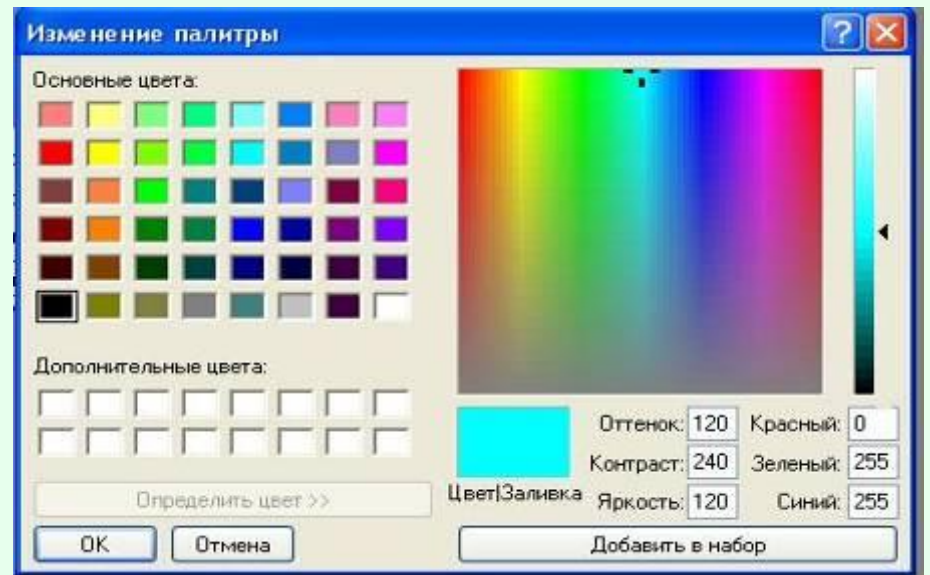 Изменение палитры
Основные цвета:
Дополнительные цвета:
Определить цвет >>
ОК Отмена
Цвет|Заливка
Оттенок: 120 Красный: 0
Контраст: 240 Зеленый: 255
Яркость: 120 Синий: 255
Добавить в набор